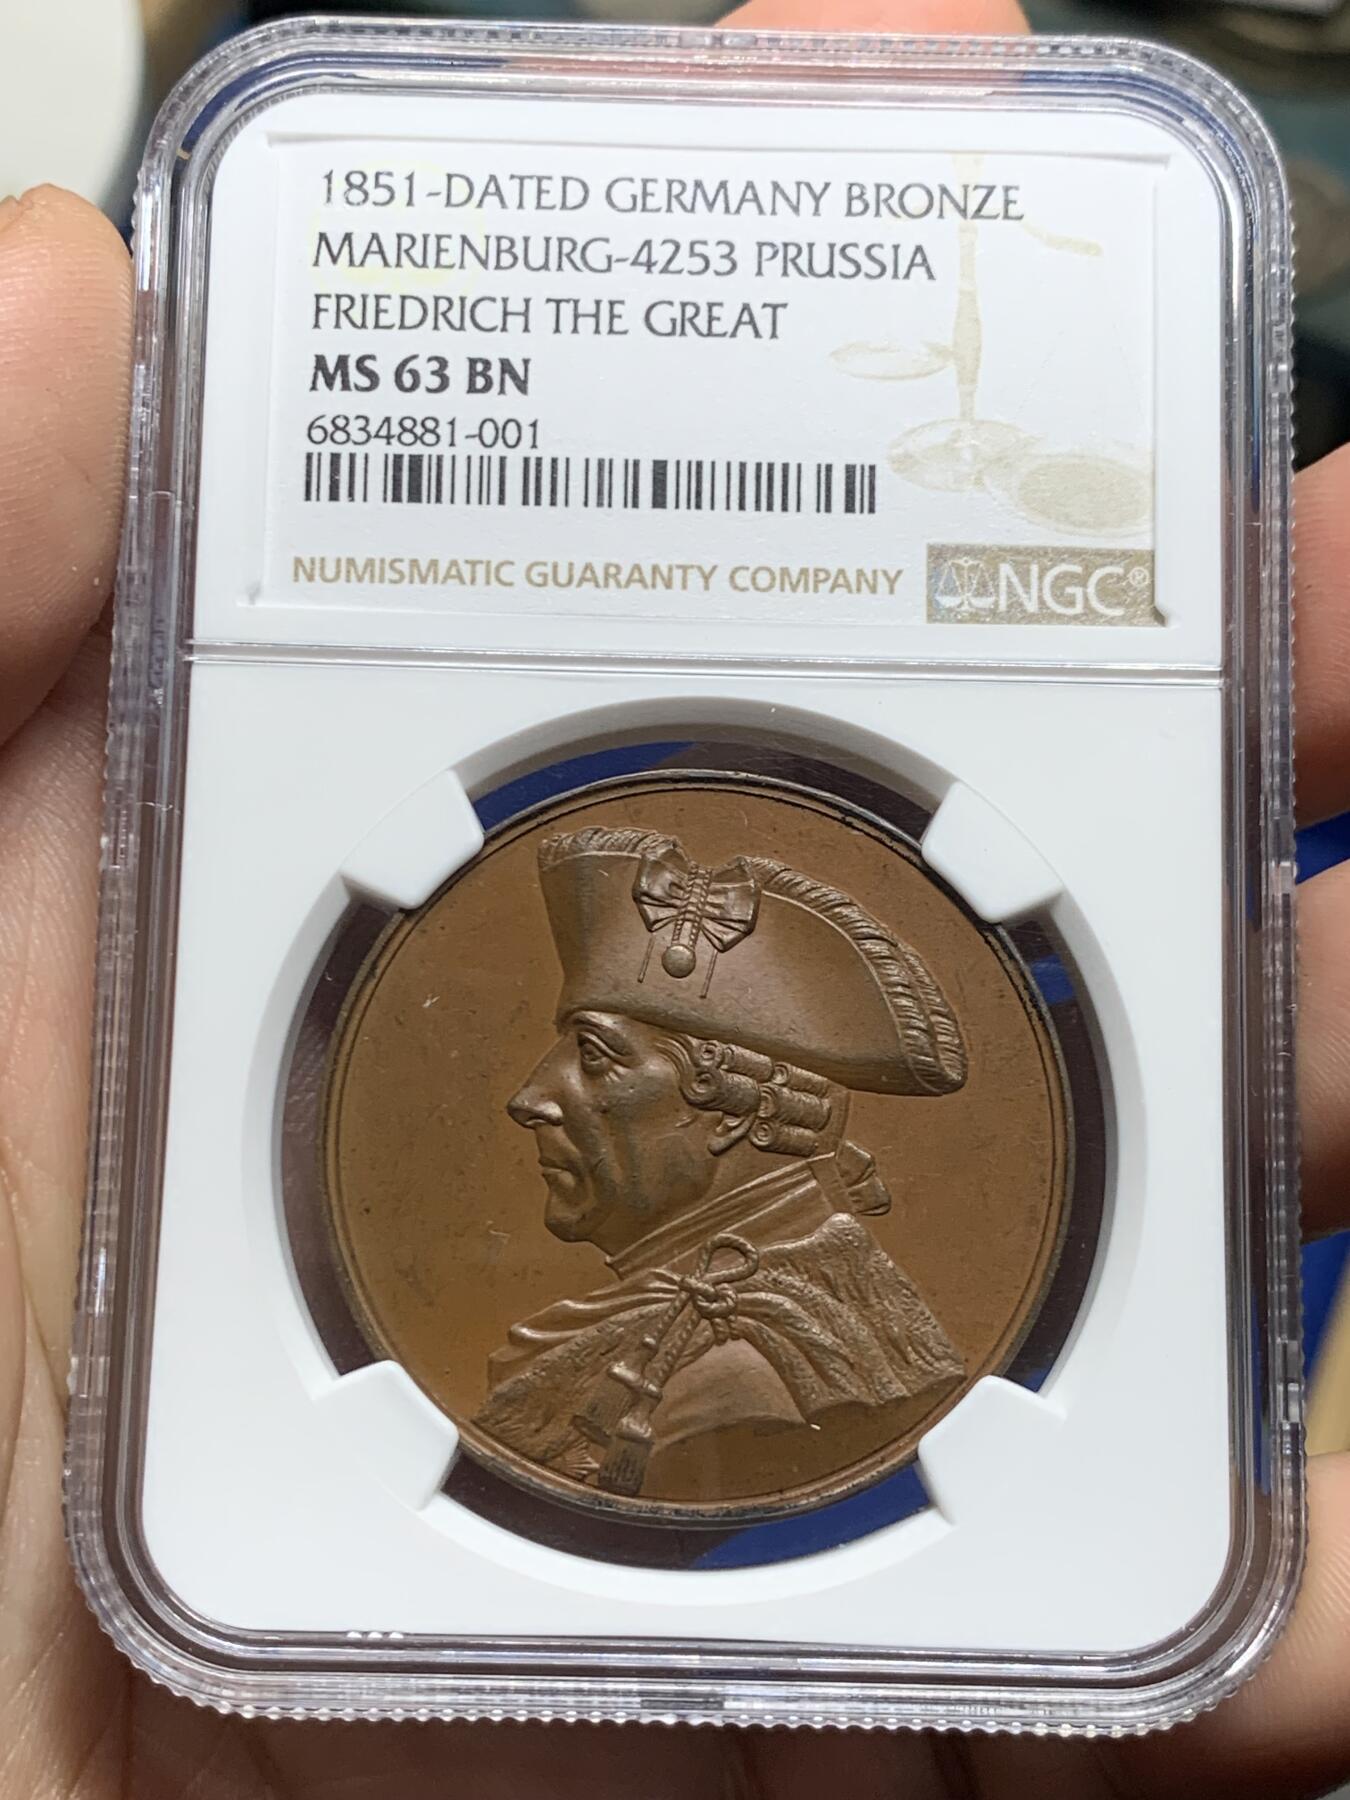 1851-DATED GERMANY BRONZE
MARIENBURG-4253 PRUSSIA
FRIEDRICH THE GREAT
MS 63 BN
6834881-001
NUMISMATIC GUARANTY COMPANY
NGC®